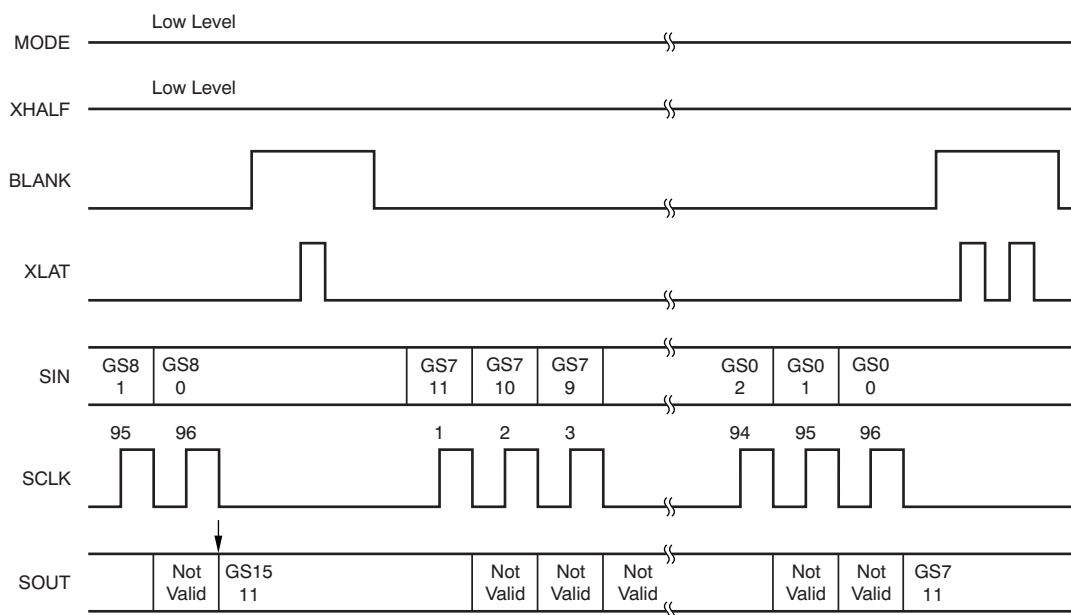 Low Level
MODE
Low Level
XHALF
BLANK
XLAT
SIN
GS8 GS8 GS7 GS7 GS7 GS0 GS0 GS0
1 0 11 10 9 2 1 0
95 96 1 2 3 94 95 96
SCLK
SOUT
Not GS15 Not Not Not Not Not GS7
Valid 11 Valid Valid Valid Valid Valid 11